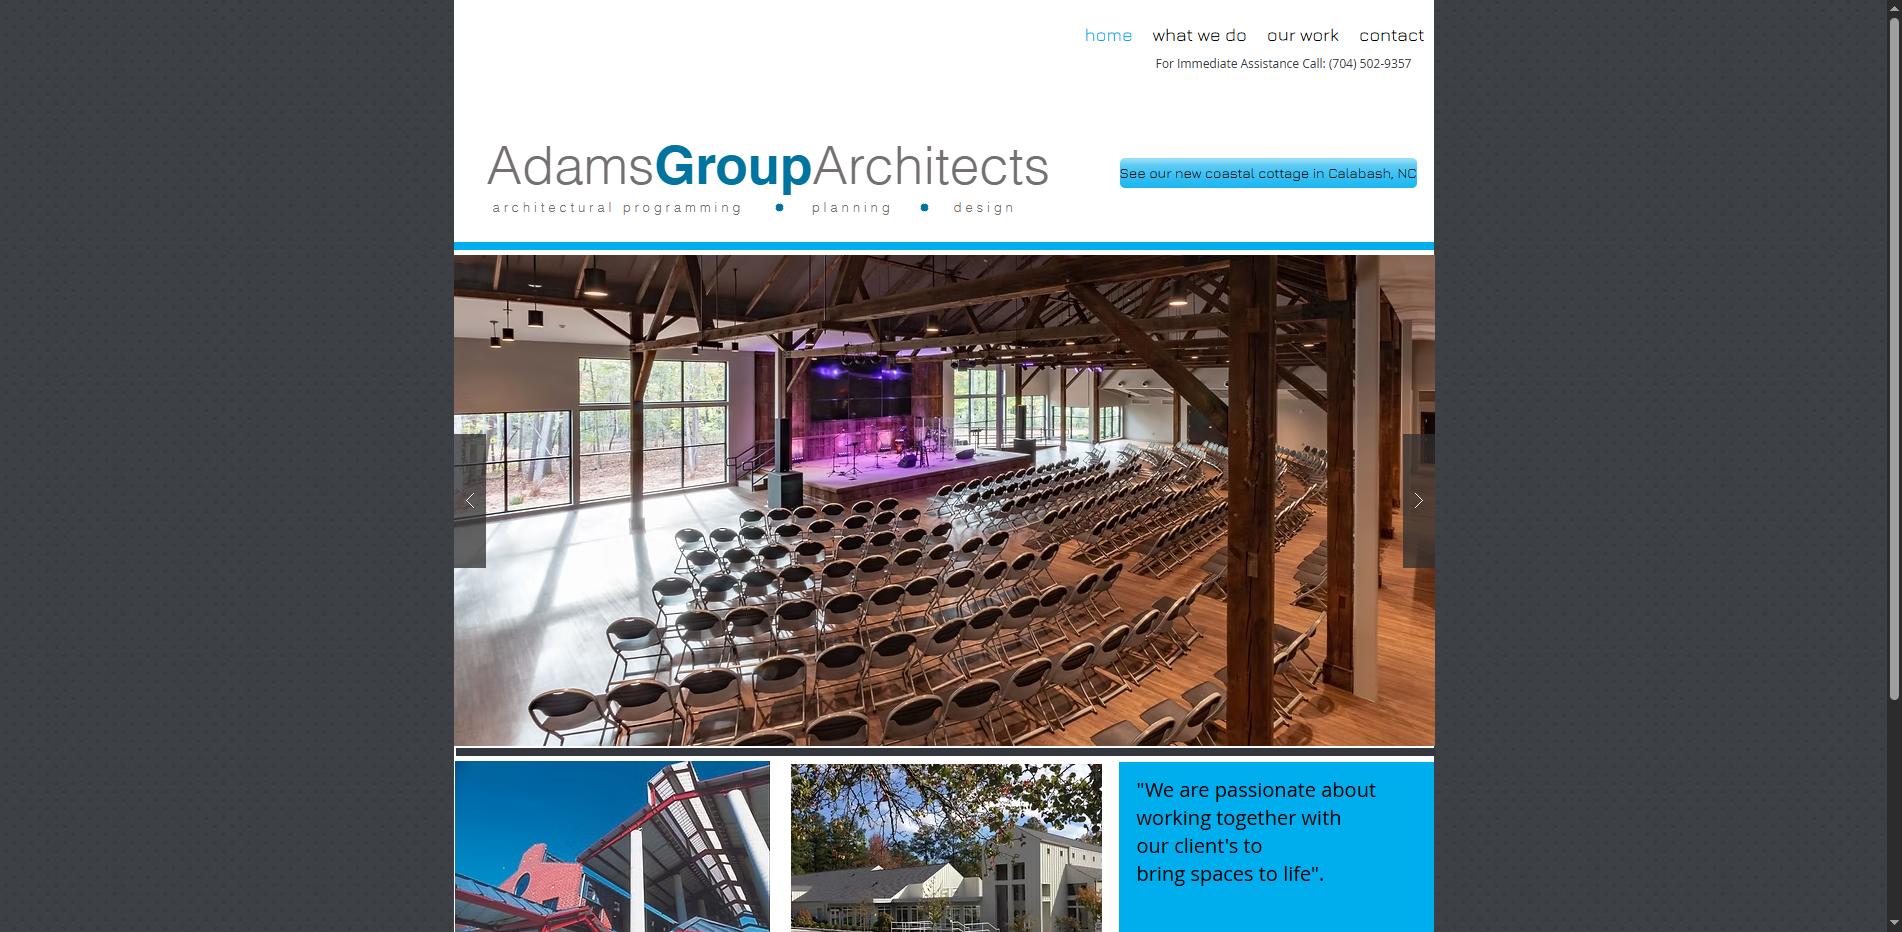 home what we do our work contact
For Immediate Assistance Call: (704) 502-9357
AdamsGroupArchitects
See our new coastal cottage in Calabash, NC
architectural programming • planning • design
"We are passionate about
working together with
our client's to
bring spaces to life".